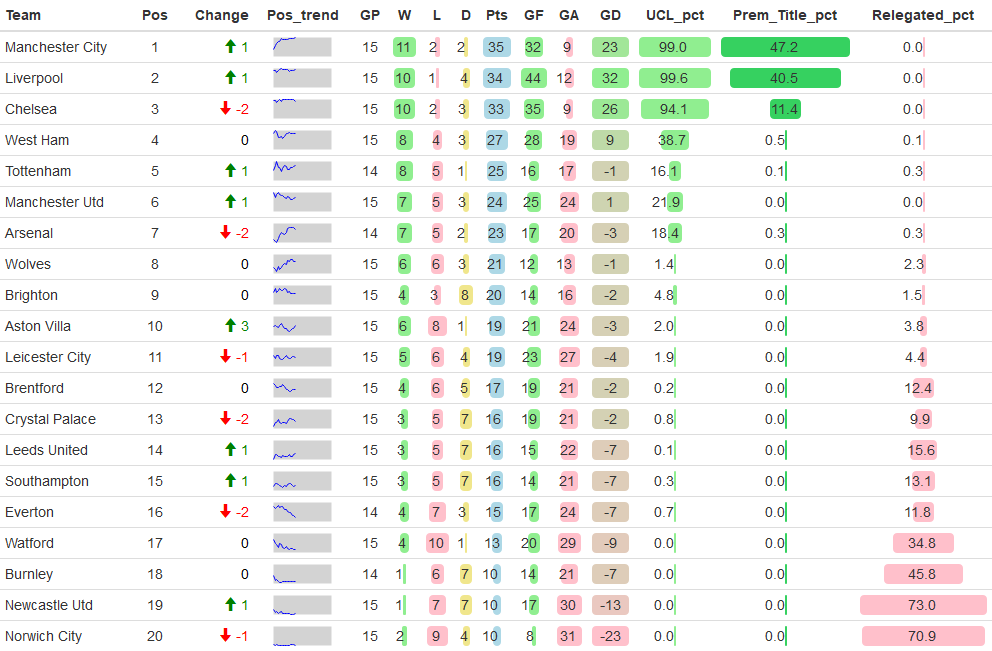 Team Pos Change Pos_trend GP W L D Pts GF GA GD UCL_pct Prem_Title_pct Relegated_pct
Manchester City 1 1 15 11 2 2 35 32 9 23 99.0 47.2 0.0
Liverpool 2 1 15 10 1 4 34 44 12 32 99.6 40.5 0.0
Chelsea 3 -2 15 10 2 3 33 35 9 26 94.1 11.4 0.0
West Ham 4 0 15 8 4 3 27 28 19 9 38.7 0.5 0.1
Tottenham 5 1 14 8 5 1 25 16 17 -1 16.1 0.1 0.3
Manchester Utd 6 1 15 7 5 3 24 25 24 1 21.9 0.0 0.0
Arsenal 7 -2 14 7 5 2 23 17 20 -3 18.4 0.3 0.3
Wolves 8 0 15 6 6 3 21 12 13 -1 1.4 0.0 2.3
Brighton 9 0 15 4 3 8 20 14 16 -2 4.8 0.0 1.5
Aston Villa 10 3 15 6 8 1 19 21 24 -3 2.0 0.0 3.8
Leicester City 11 -1 15 5 6 4 19 23 27 -4 1.9 0.0 4.4
Brentford 12 0 15 4 6 5 17 19 21 -2 0.2 0.0 12.4
Crystal Palace 13 -2 15 3 5 7 16 19 21 -2 0.8 0.0 9.9
Leeds United 14 1 15 3 5 7 16 15 22 -7 0.1 0.0 15.6
Southampton 15 1 15 3 5 7 16 14 21 -7 0.3 0.0 13.1
Everton 16 -2 14 4 7 3 15 17 24 -7 0.7 0.0 11.8
Watford 17 0 15 4 10 1 13 20 29 -9 0.0 0.0 34.8
Burnley 18 0 14 1 6 7 10 14 21 -7 0.0 0.0 45.8
Newcastle Utd 19 1 15 1 7 7 10 17 30 -13 0.0 0.0 73.0
Norwich City 20 -1 15 2 9 4 10 8 31 -23 0.0 0.0 70.9